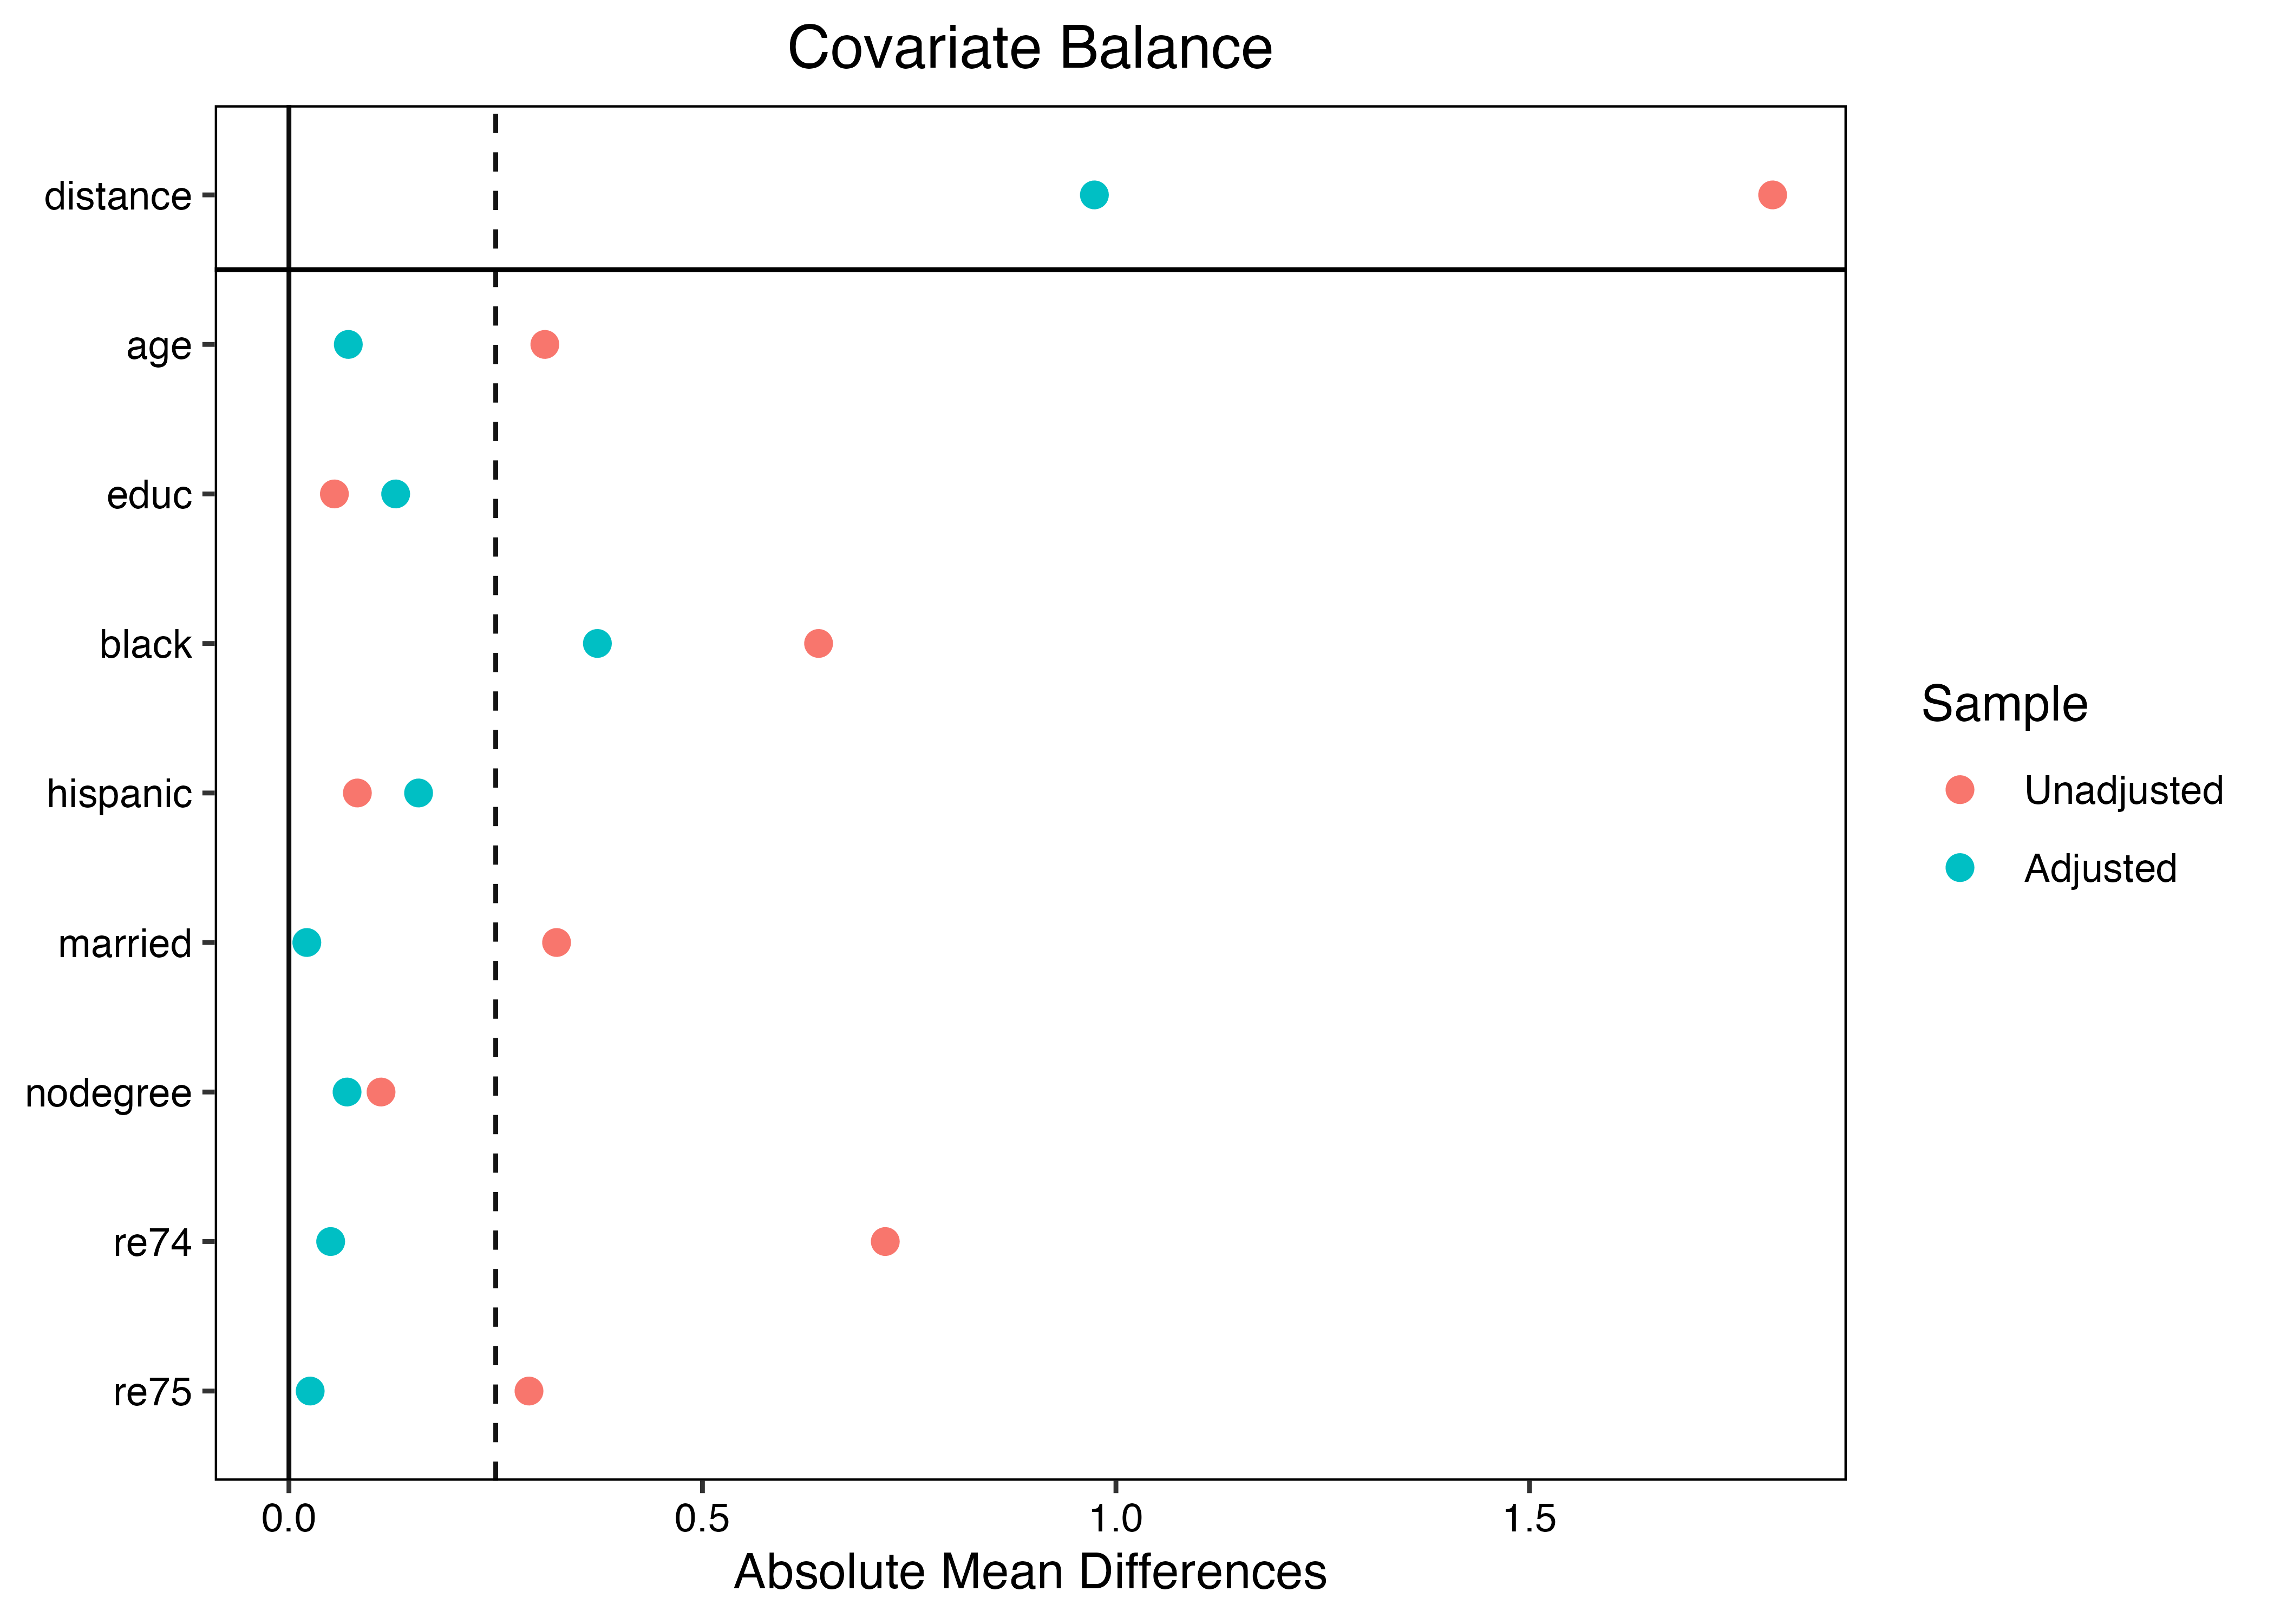 Covariate Balance
distance
age
educ
black
hispanic
married
nodegree
re74
re75
0.0 0.5 1.0 1.5
Absolute Mean Differences
Sample
Unadjusted
Adjusted